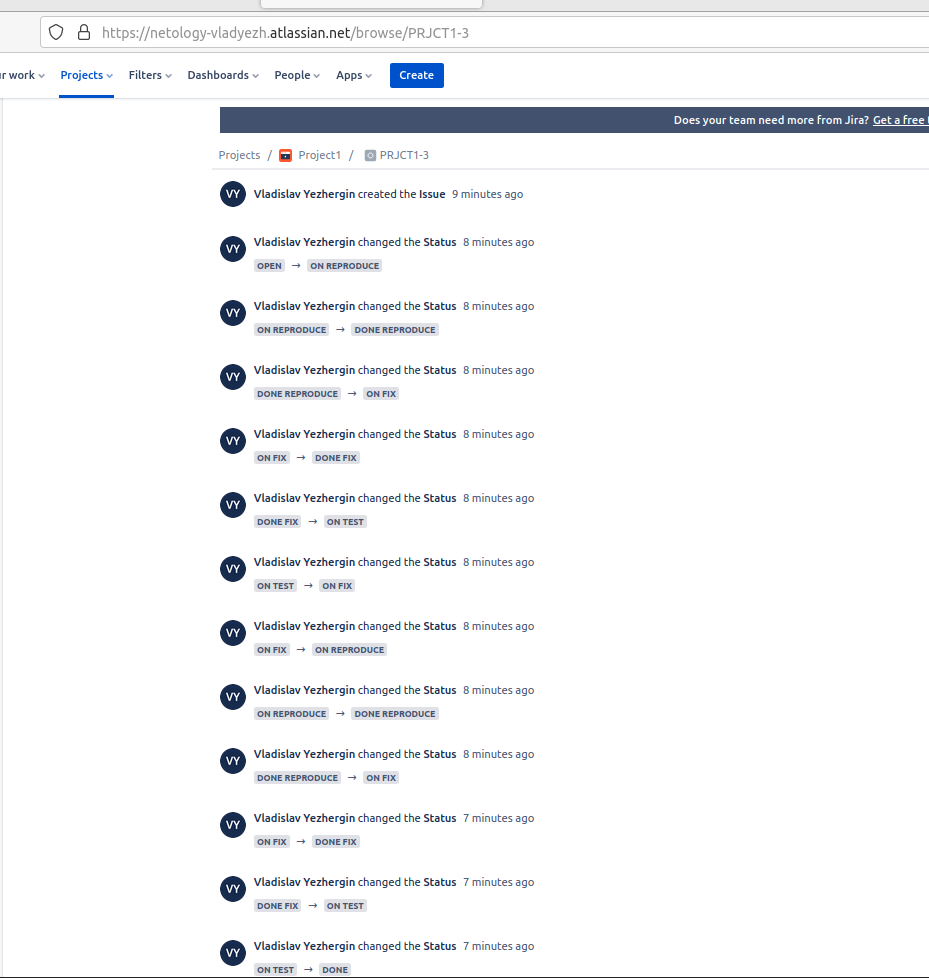 https://netology-vladyezh.atlassian.net/browse/PRJCT1-3
r work Projects Filters Dashboards People Apps Create
Does your team need more from Jira? Get a free
Projects / Project1 / PRJCT1-3
VY Vladislav Yezhergin created the Issue 9 minutes ago
VY Vladislav Yezhergin changed the Status 8 minutes ago
OPEN → ON REPRODUCE
VY Vladislav Yezhergin changed the Status 8 minutes ago
ON REPRODUCE → DONE REPRODUCE
VY Vladislav Yezhergin changed the Status 8 minutes ago
DONE REPRODUCE → ON FIX
VY Vladislav Yezhergin changed the Status 8 minutes ago
ON FIX → DONE FIX
VY Vladislav Yezhergin changed the Status 8 minutes ago
DONE FIX → ON TEST
VY Vladislav Yezhergin changed the Status 8 minutes ago
ON TEST → ON FIX
VY Vladislav Yezhergin changed the Status 8 minutes ago
ON FIX → ON REPRODUCE
VY Vladislav Yezhergin changed the Status 8 minutes ago
ON REPRODUCE → DONE REPRODUCE
VY Vladislav Yezhergin changed the Status 8 minutes ago
DONE REPRODUCE → ON FIX
VY Vladislav Yezhergin changed the Status 7 minutes ago
ON FIX → DONE FIX
VY Vladislav Yezhergin changed the Status 7 minutes ago
DONE FIX → ON TEST
VY Vladislav Yezhergin changed the Status 7 minutes ago
ON TEST → DONE